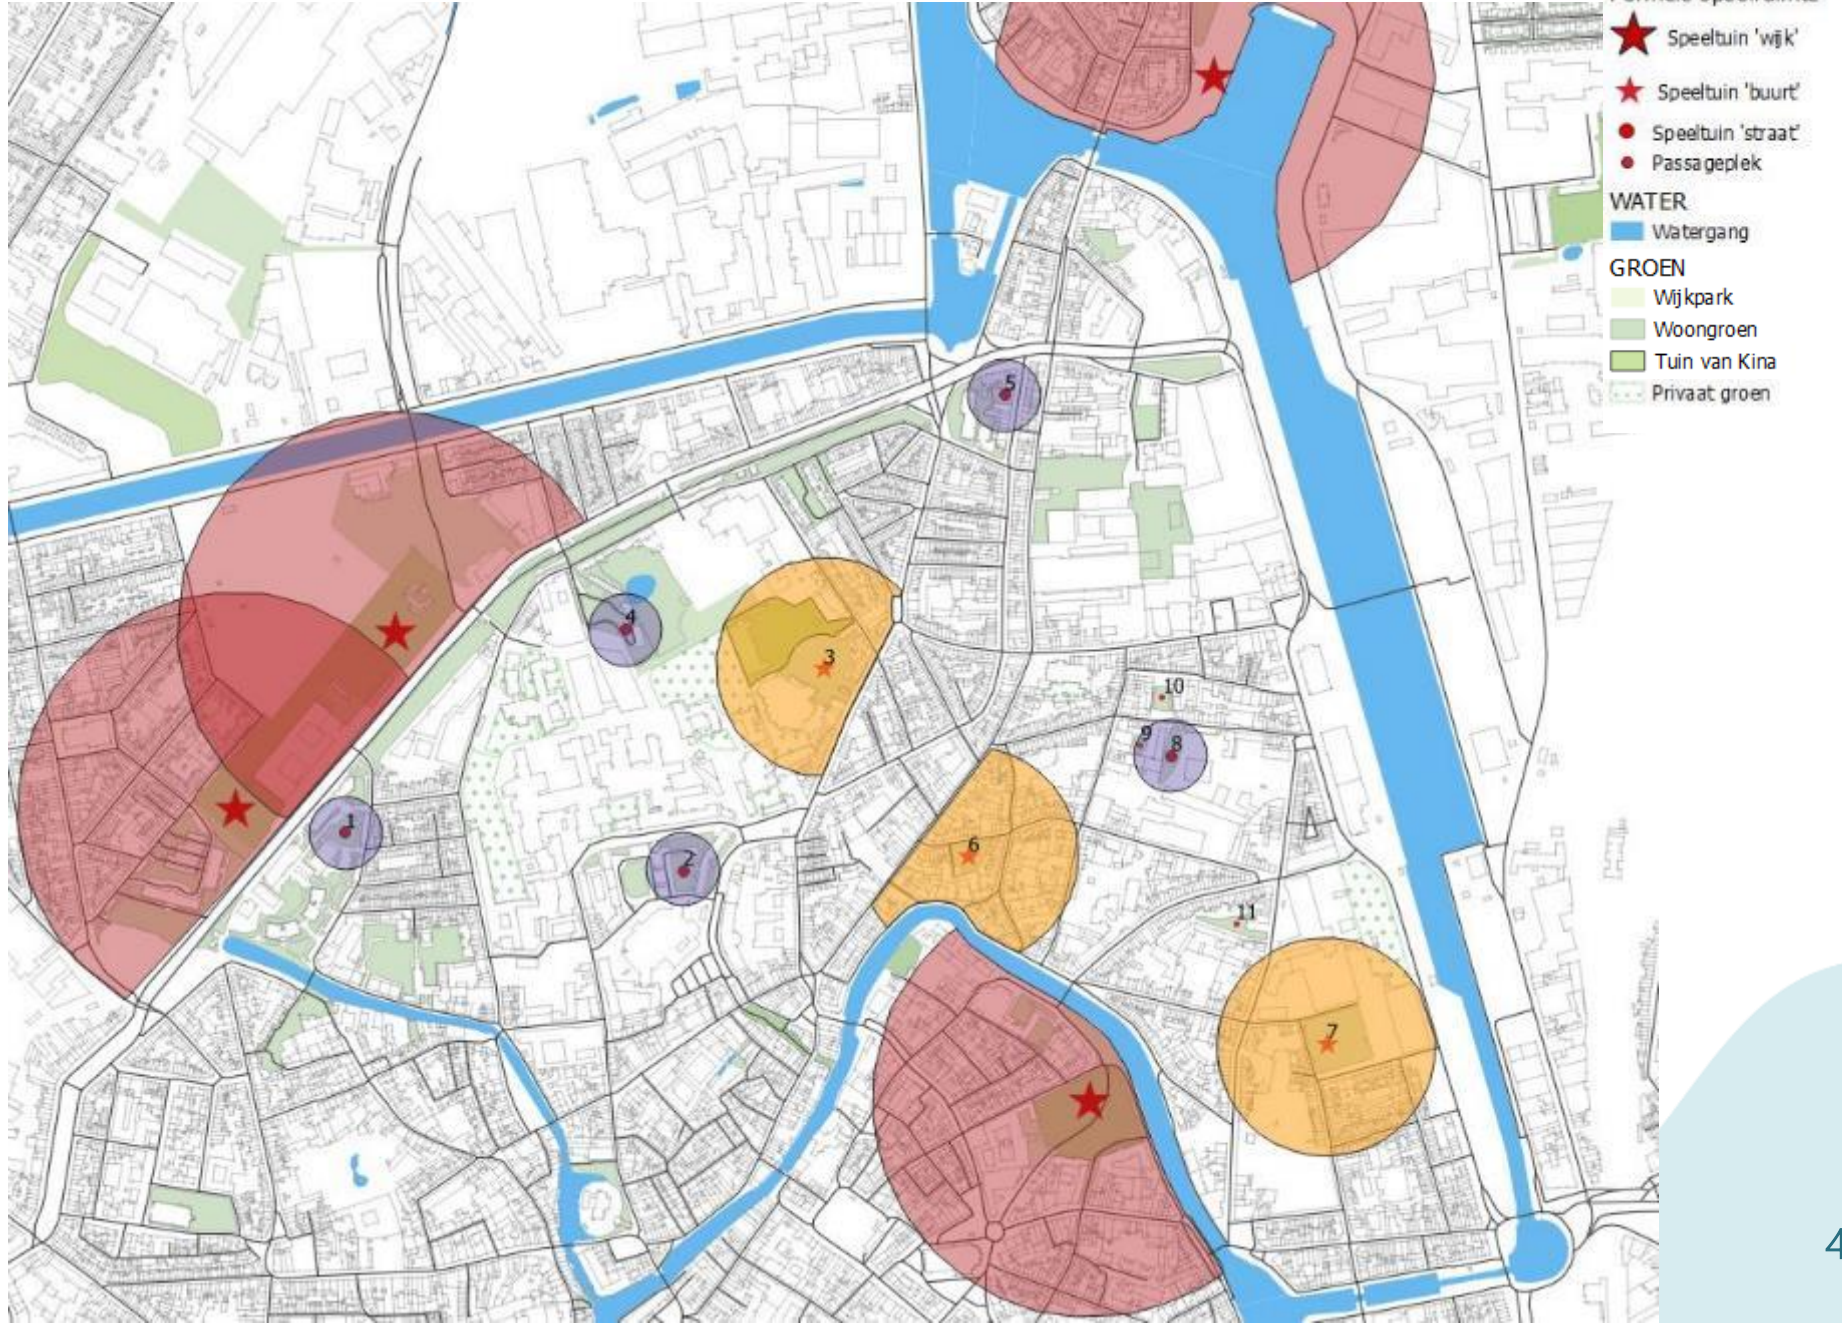 Speeltuin 'wijk'
Speeltuin 'buurt'
Speeltuin 'straat'
Passageplek
WATER
Watergang
GROEN
Wijkpark
Woongroen
Tuin van Kina
Privaat groen
5
4
3
10
9
8
1
2
6
11
7
4